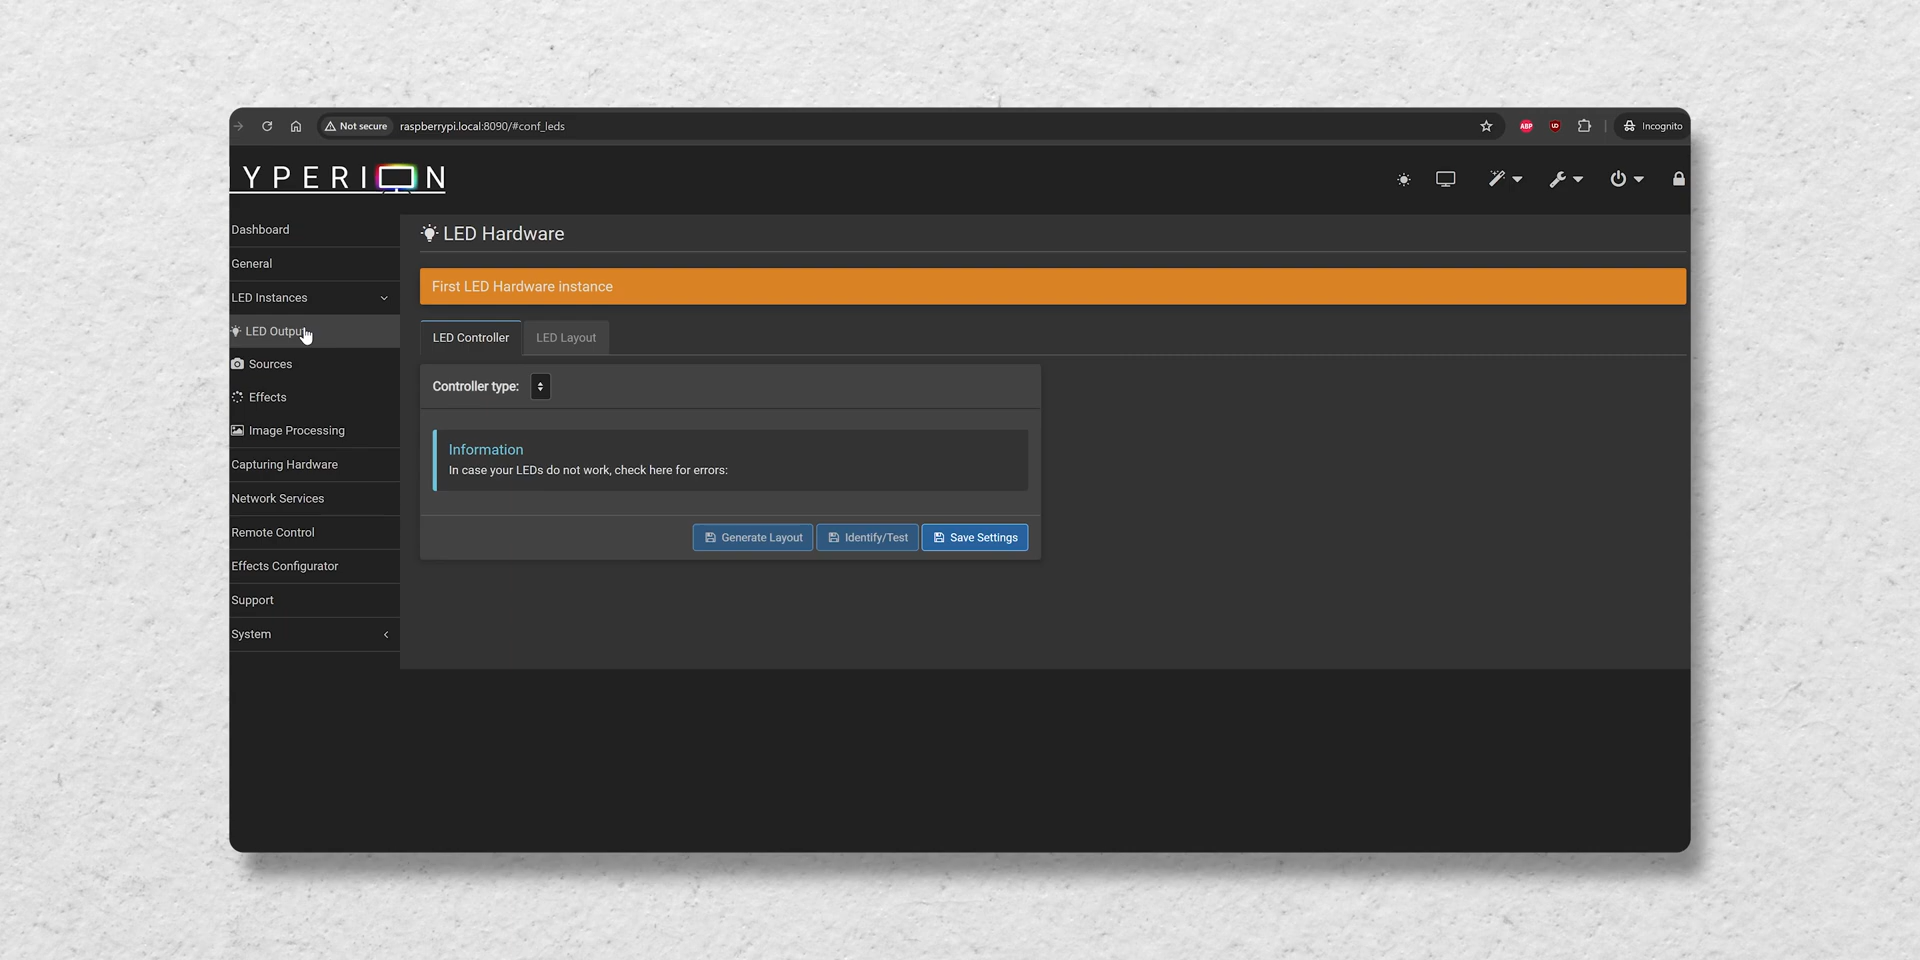 Not secure raspberrypi.local:8090/#conf_leds ABP Incognito
YPERION
Dashboard
General
LED Instances
LED Output
Sources
Effects
Image Processing
Capturing Hardware
Network Services
Remote Control
Effects Configurator
Support
System
LED Hardware
First LED Hardware instance
LED Controller LED Layout
Controller type:
Information
In case your LEDs do not work, check here for errors:
Generate Layout Identify/Test Save Settings